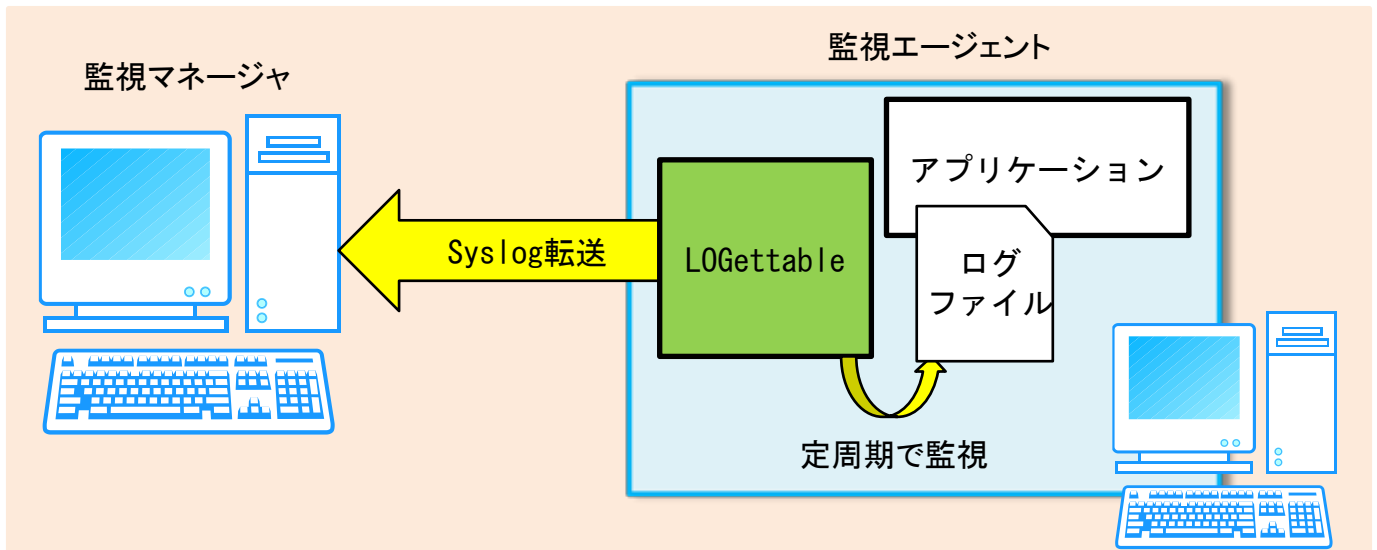 監視マネージャ
監視エージェント
アプリケーション
Syslog転送
LOGettable
ログ
ファイル
定周期で監視